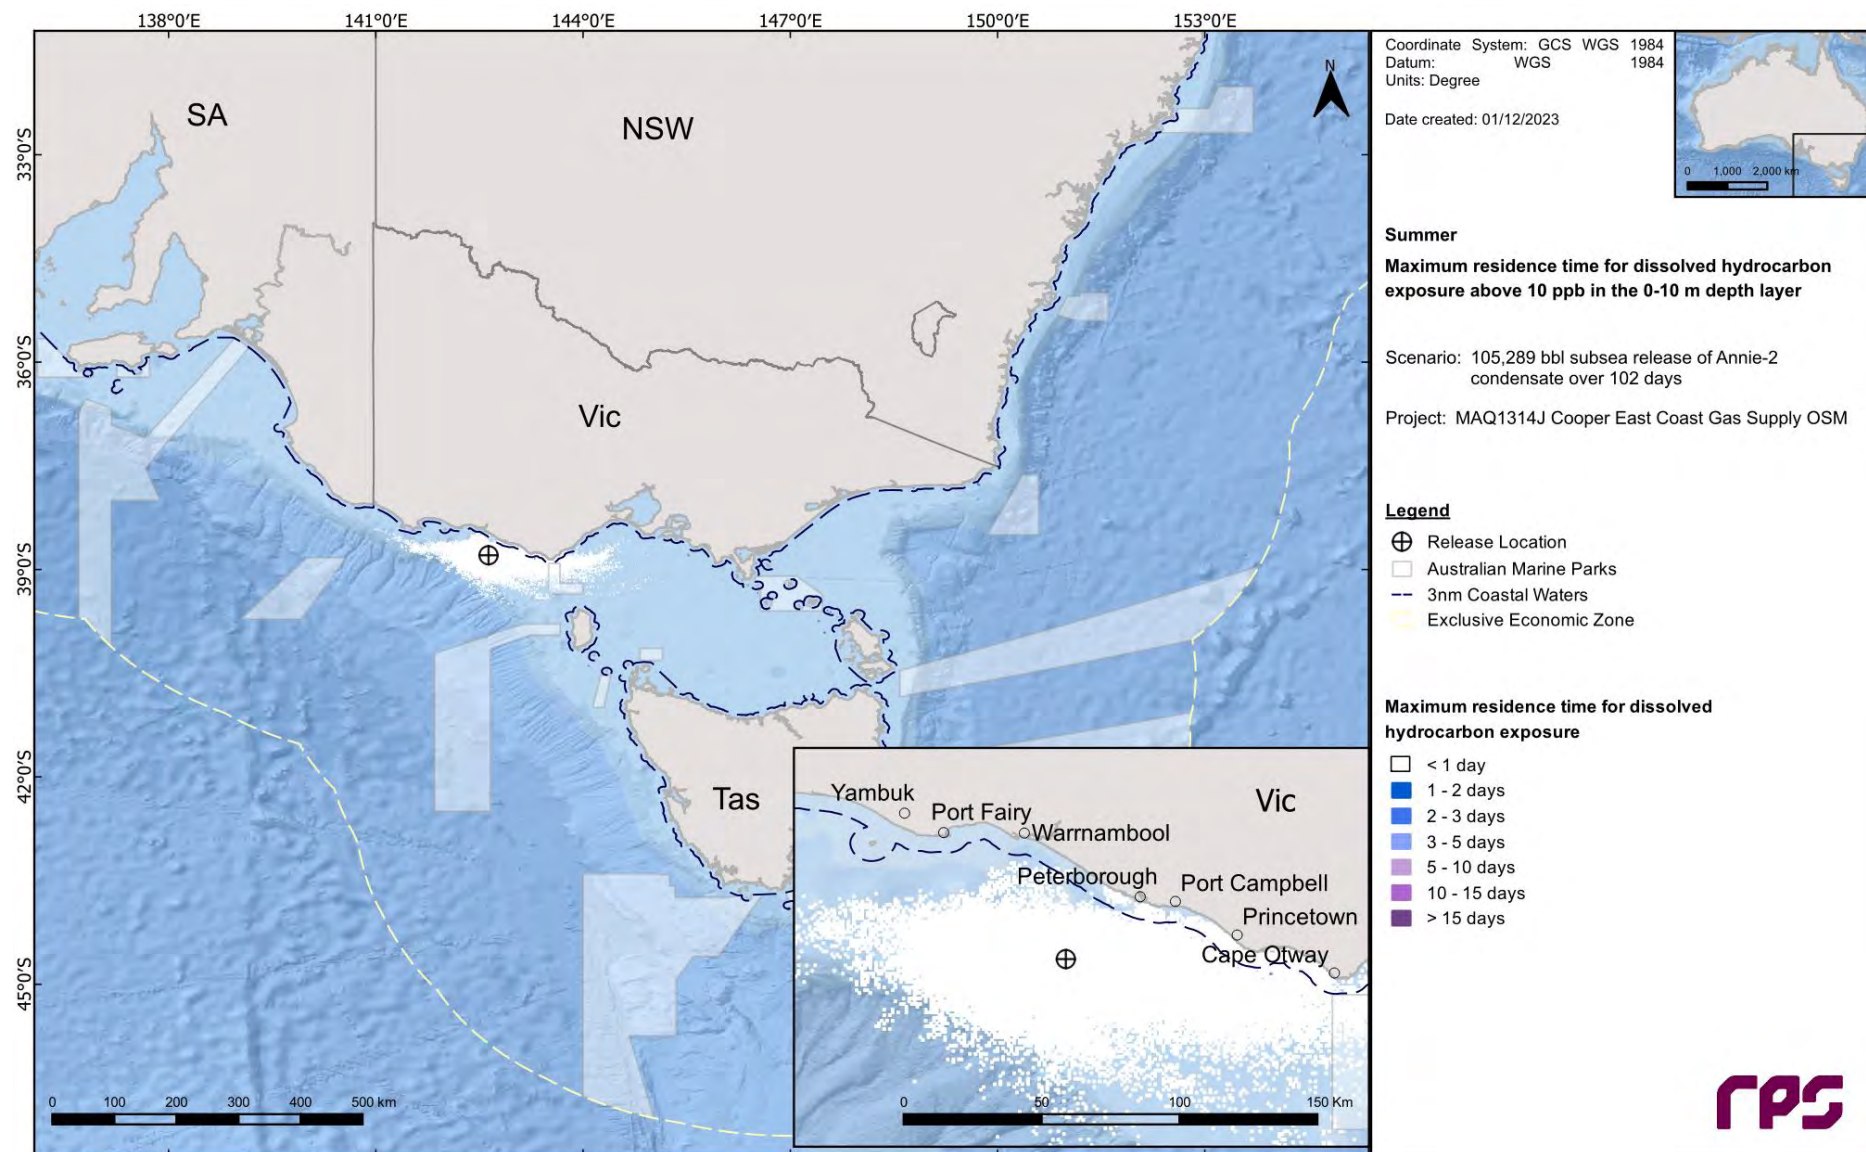 138°0′E 141°0′E 144°0′E 147°0′E 150°0′E 153°0′E
33°0′S
36°0′S
39°0′S
42°0′S
45°0′S
SA
NSW
Vic
Tas
N
0 100 200 300 400 500 km
Vic
Yambuk
Port Fairy
Warrnambool
Peterborough
Port Campbell
Princetown
Cape Otway
0 50 100 150 Km
Coordinate System: GCS WGS 1984
Datum: WGS 1984
Units: Degree
Date created: 01/12/2023
0 1,000 2,000 km
Summer
Maximum residence time for dissolved hydrocarbon
exposure above 10 ppb in the 0-10 m depth layer
Scenario: 105,289 bbl subsea release of Annie-2
condensate over 102 days
Project: MAQ1314J Cooper East Coast Gas Supply OSM
Legend
Release Location
Australian Marine Parks
3nm Coastal Waters
Exclusive Economic Zone
Maximum residence time for dissolved
hydrocarbon exposure
< 1 day
1 - 2 days
2 - 3 days
3 - 5 days
5 - 10 days
10 - 15 days
> 15 days
rps